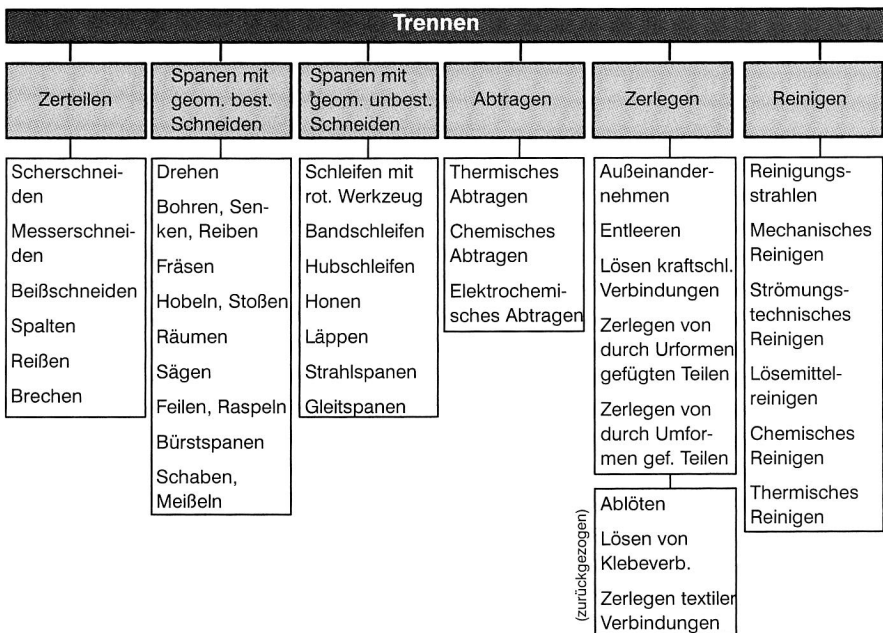 Trennen
Zerteilen
Scherschnei-
den
Messerschnei-
den
Beißschneiden
Spalten
Reißen
Brechen
Spanen mit
geom. best.
Schneiden
Drehen
Bohren, Sen-
ken, Reiben
Fräsen
Hobeln, Stoßen
Räumen
Sägen
Feilen, Raspeln
Bürstspanen
Schaben,
Meißeln
Spanen mit
geom. unbest.
Schneiden
Schleifen mit
rot. Werkzeug
Bandschleifen
Hubschleifen
Honen
Läppen
Strahlspanen
Gleitspanen
Abtragen
Thermisches
Abtragen
Chemisches
Abtragen
Elektrochemi-
sches Abtragen
Zerlegen
Außeinander-
nehmen
Entleeren
Lösen kraftschl.
Verbindungen
Zerlegen von
durch Urformen
gefügten Teilen
Zerlegen von
durch Umfor-
men gef. Teilen
(zurückgezogen)
Ablöten
Lösen von
Klebeverb.
Zerlegen textiler
Verbindungen
Reinigen
Reinigungs-
strahlen
Mechanisches
Reinigen
Strömungs-
technisches
Reinigen
Lösemittel-
reinigen
Chemisches
Reinigen
Thermisches
Reinigen